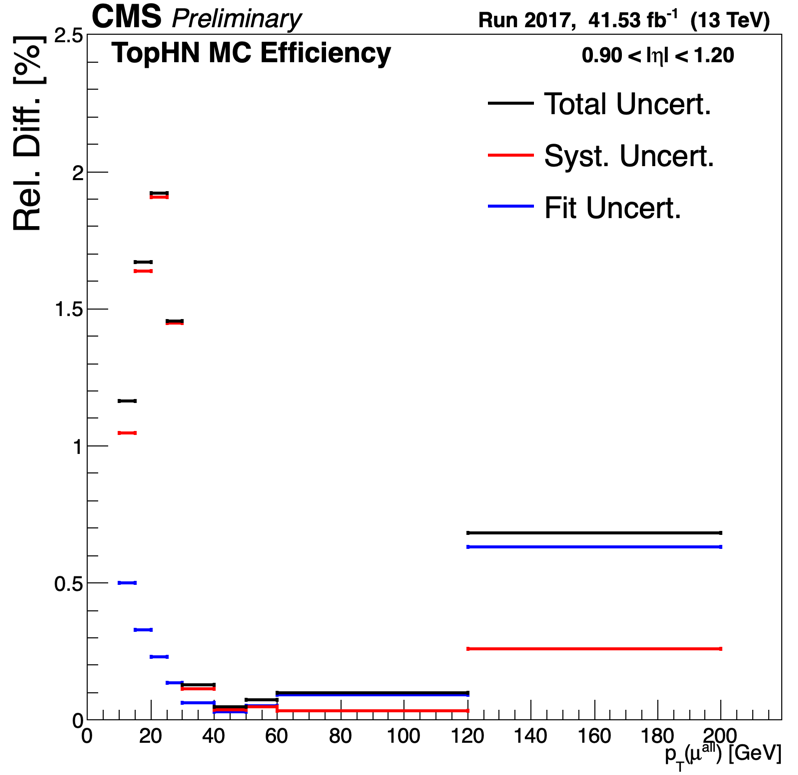 CMS Preliminary
Run 2017, 41.53 fb⁻¹ (13 TeV)
TopHN MC Efficiency
0.90 < |η| < 1.20
Total Uncert.
Syst. Uncert.
Fit Uncert.
Rel. Diff. [%]
2.5
2
1.5
1
0.5
0
0 20 40 60 80 100 120 140 160 180 200
p_T(μ^all) [GeV]